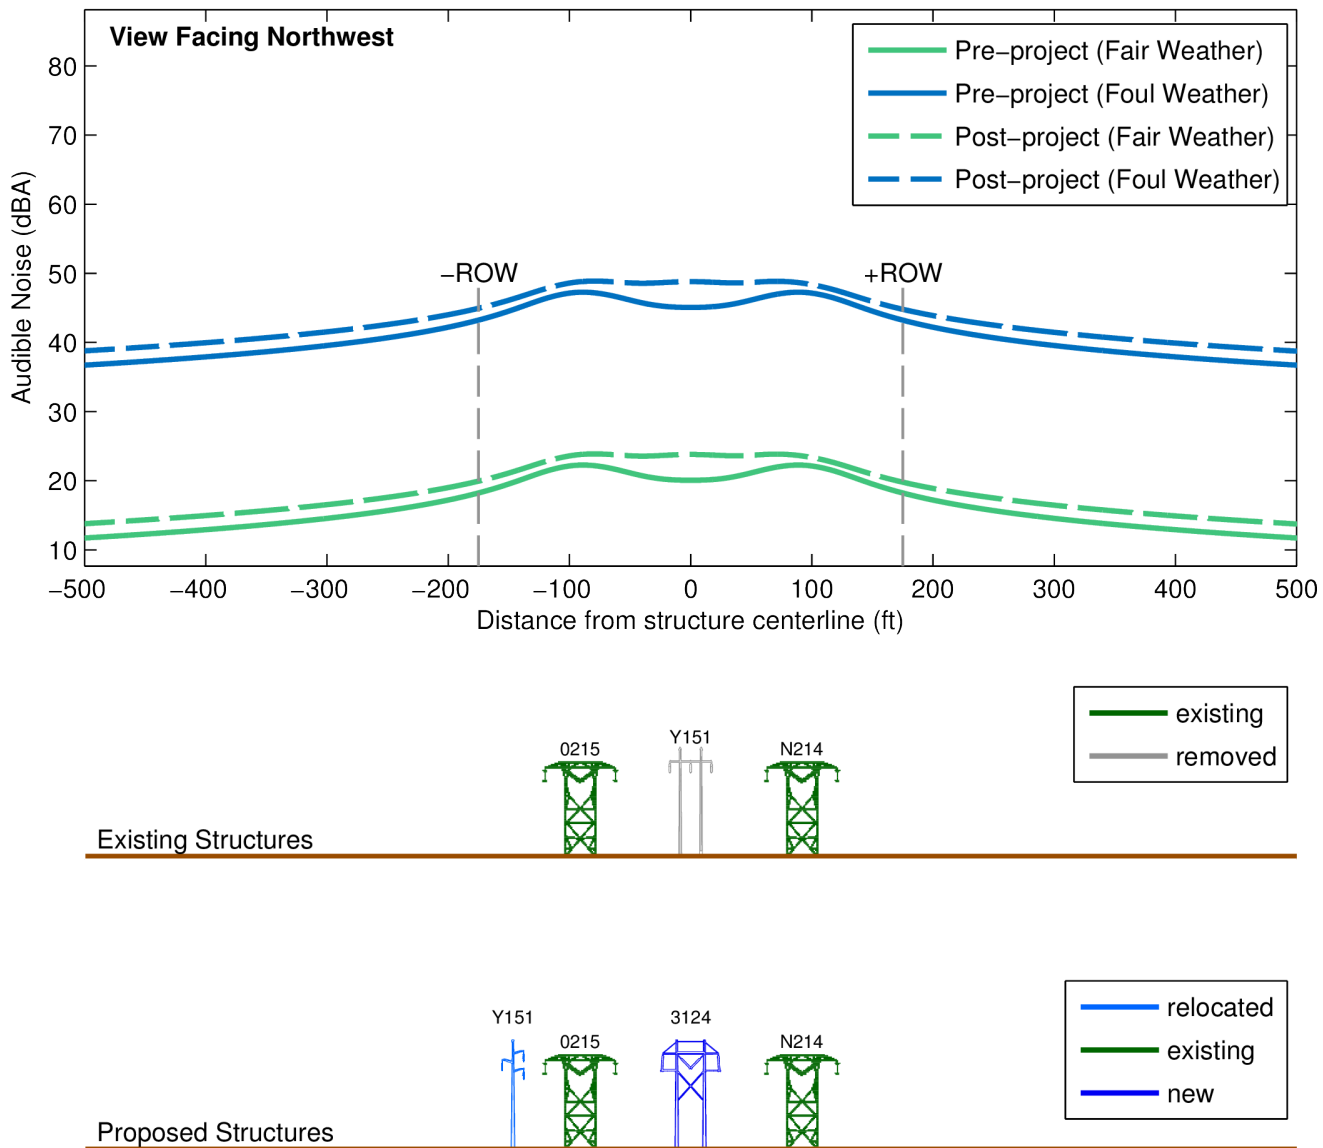 View Facing Northwest
Pre−project (Fair Weather)
Pre−project (Foul Weather)
Post−project (Fair Weather)
Post−project (Foul Weather)
Audible Noise (dBA)
80
70
60
50
40
30
20
10
−ROW
+ROW
−500
−400
−300
−200
−100
0
100
200
300
400
500
Distance from structure centerline (ft)
existing
removed
0215
Y151
N214
Existing Structures
relocated
existing
new
Y151
0215
3124
N214
Proposed Structures